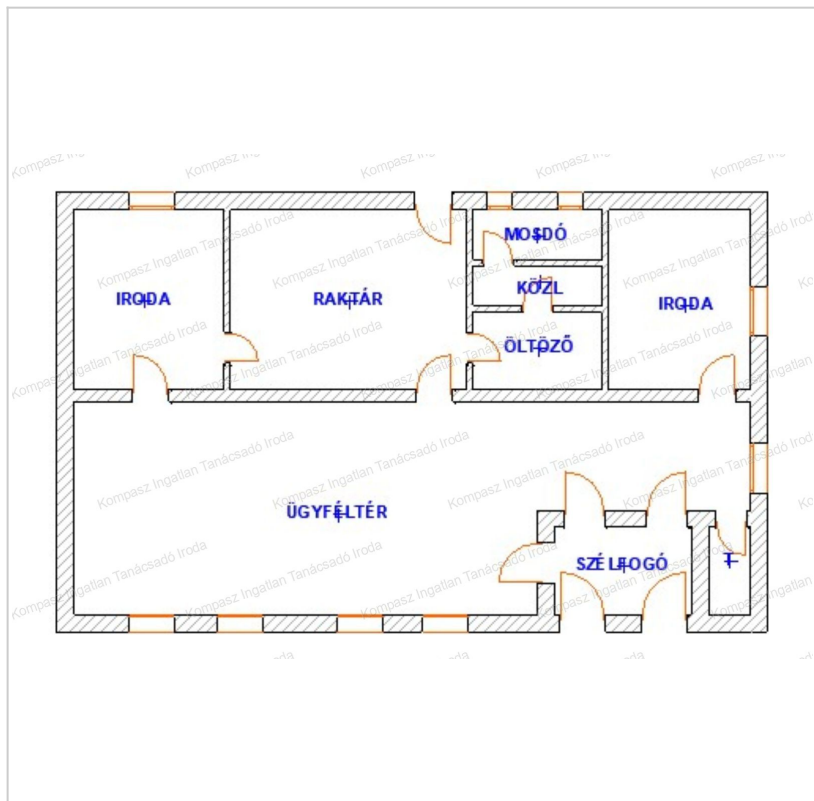 MOSDÓ
KÖZL
IRODA
RAKTÁR
IRODA
ÖLTÖZŐ
ÜGYFÉLTÉR
SZÉLFOGÓ
T
Kompasz Ingatlan Tanácsadó Iroda